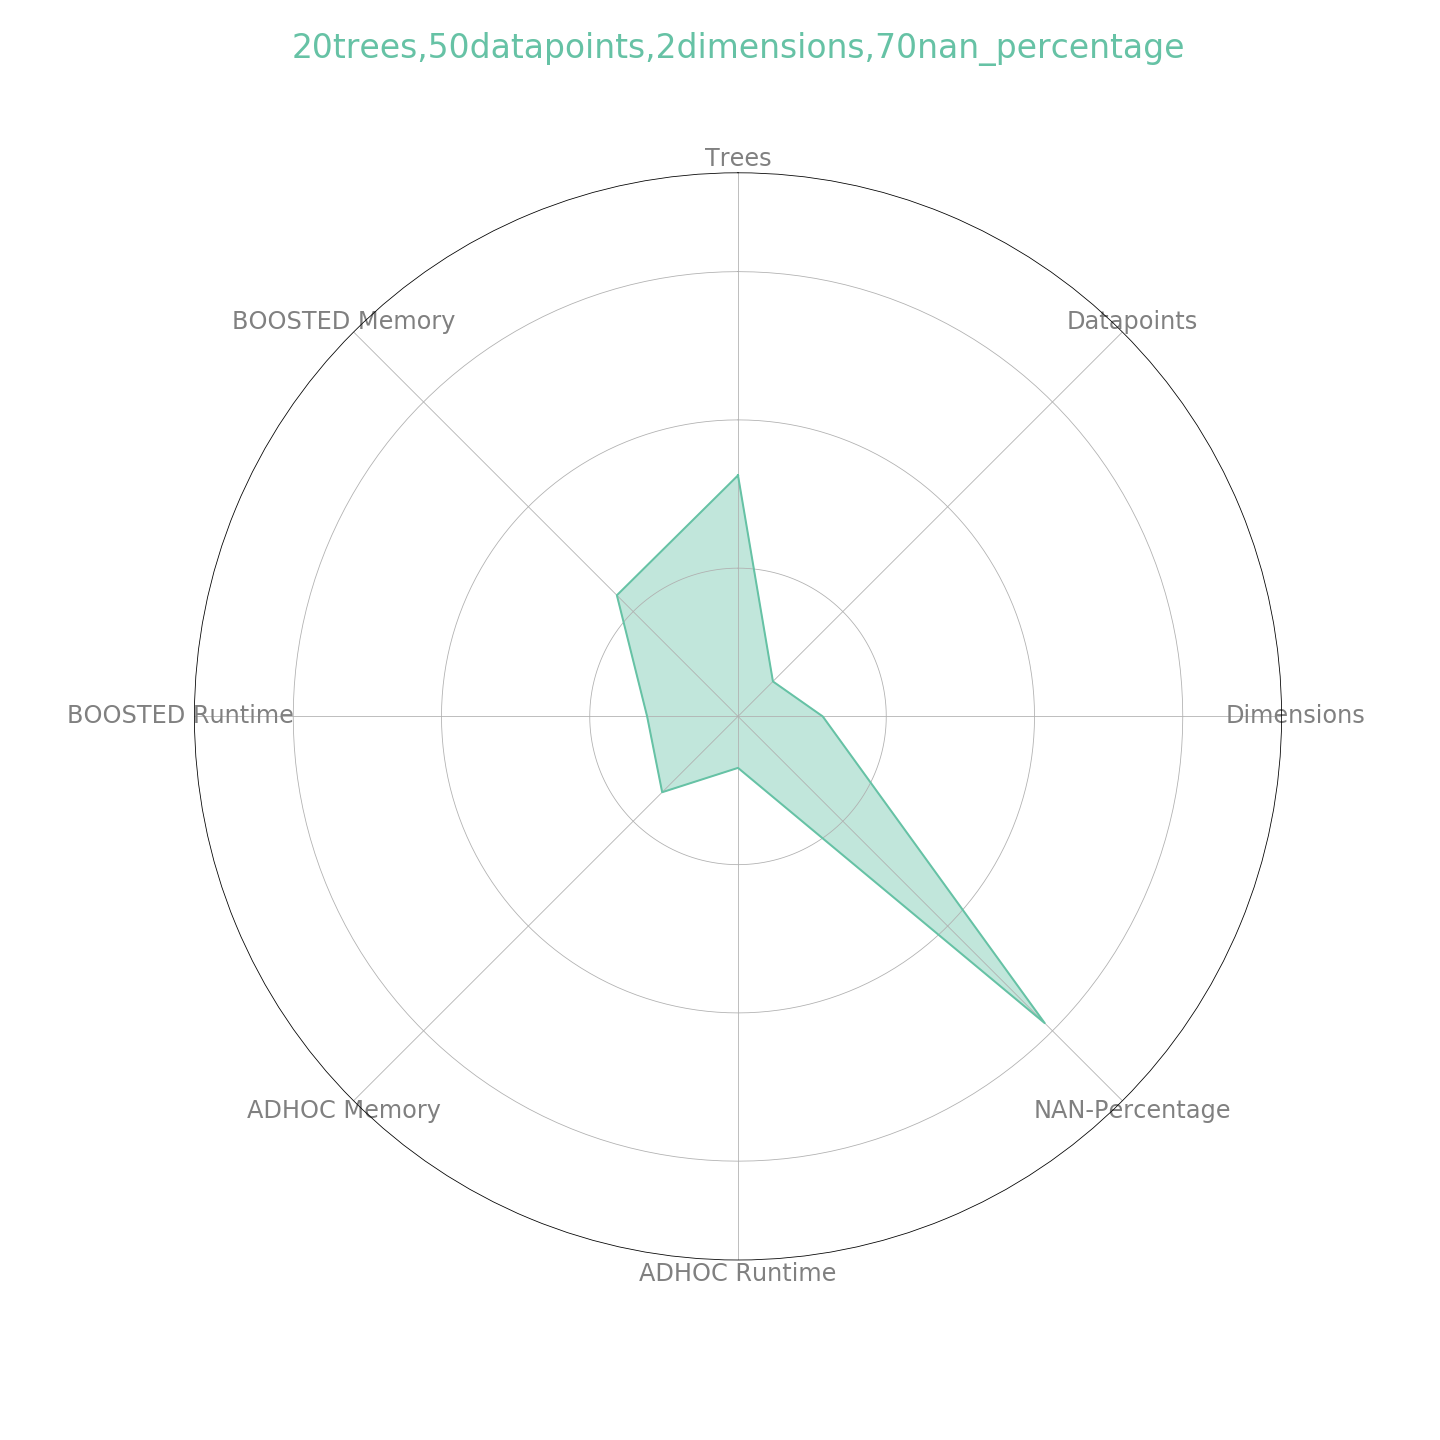 20trees,50datapoints,2dimensions,70nan_percentage
Trees
BOOSTED Memory
Datapoints
BOOSTED Runtime
Dimensions
ADHOC Memory
NAN-Percentage
ADHOC Runtime